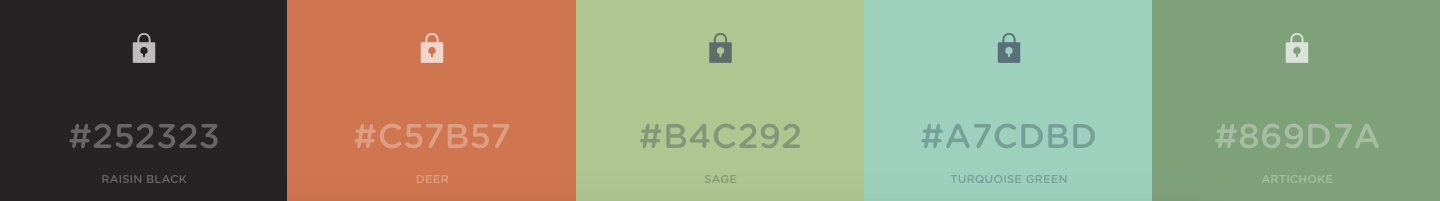 #252323
RAISIN BLACK
#C57B57
DEER
#B4C292
SAGE
#A7CDBD
TURQUOISE GREEN
#869D7A
ARTICHOKE